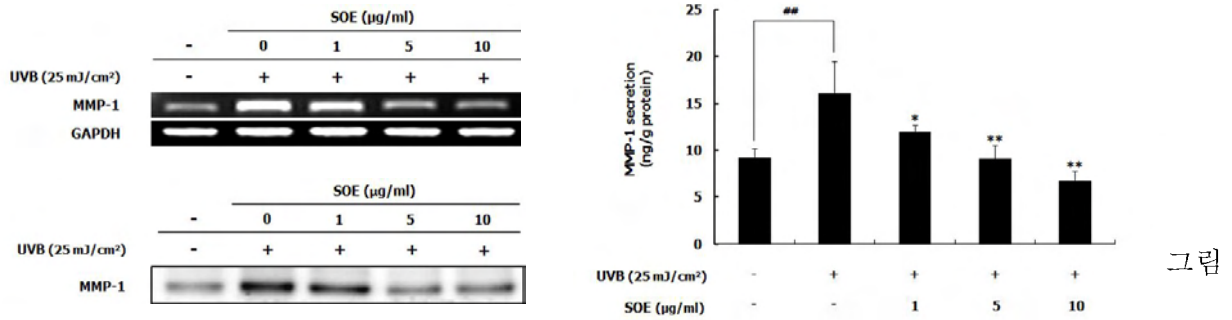 SOE (μg/ml)
- 0 1 5 10
UVB (25 mJ/cm²) - + + + +
MMP-1
GAPDH
SOE (μg/ml)
- 0 1 5 10
UVB (25 mJ/cm²) - + + + +
MMP-1
##
25
20
15
10
5
0
MMP-1 secretion
(ng/g protein)
*
**
**
UVB (25 mJ/cm²) - + + + +
SOE (μg/ml) - - 1 5 10
그림